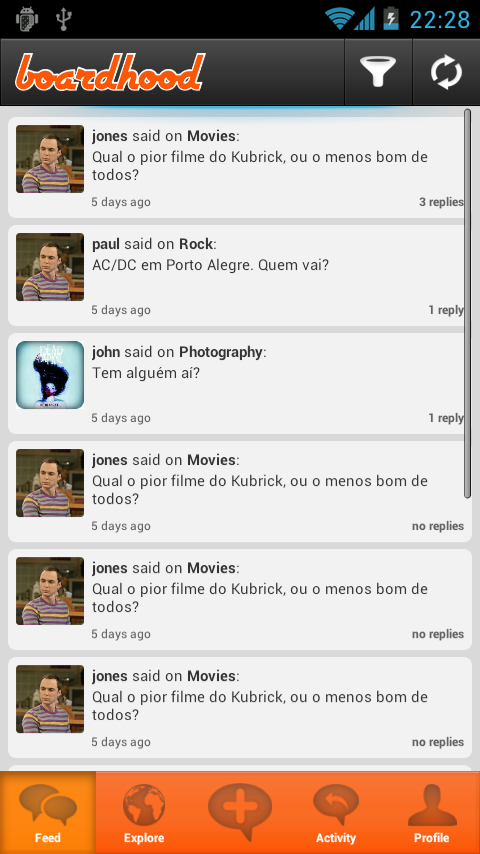 22:28
boardhood
jones said on Movies:
Qual o pior filme do Kubrick, ou o menos bom de
todos?
5 days ago 3 replies
paul said on Rock:
AC/DC em Porto Alegre. Quem vai?
5 days ago 1 reply
john said on Photography:
Tem alguém aí?
5 days ago 1 reply
jones said on Movies:
Qual o pior filme do Kubrick, ou o menos bom de
todos?
5 days ago no replies
jones said on Movies:
Qual o pior filme do Kubrick, ou o menos bom de
todos?
5 days ago no replies
jones said on Movies:
Qual o pior filme do Kubrick, ou o menos bom de
todos?
5 days ago no replies
Feed Explore Activity Profile